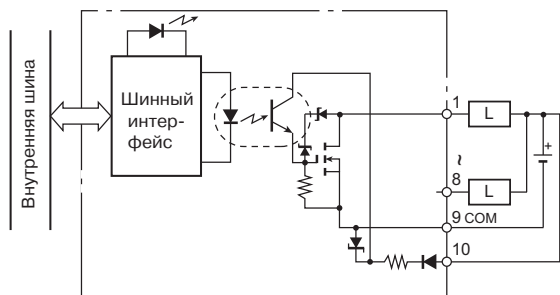 Внутренняя шина
Шинный
интер-
фейс
1
L
~
8
L
+
9 COM
10